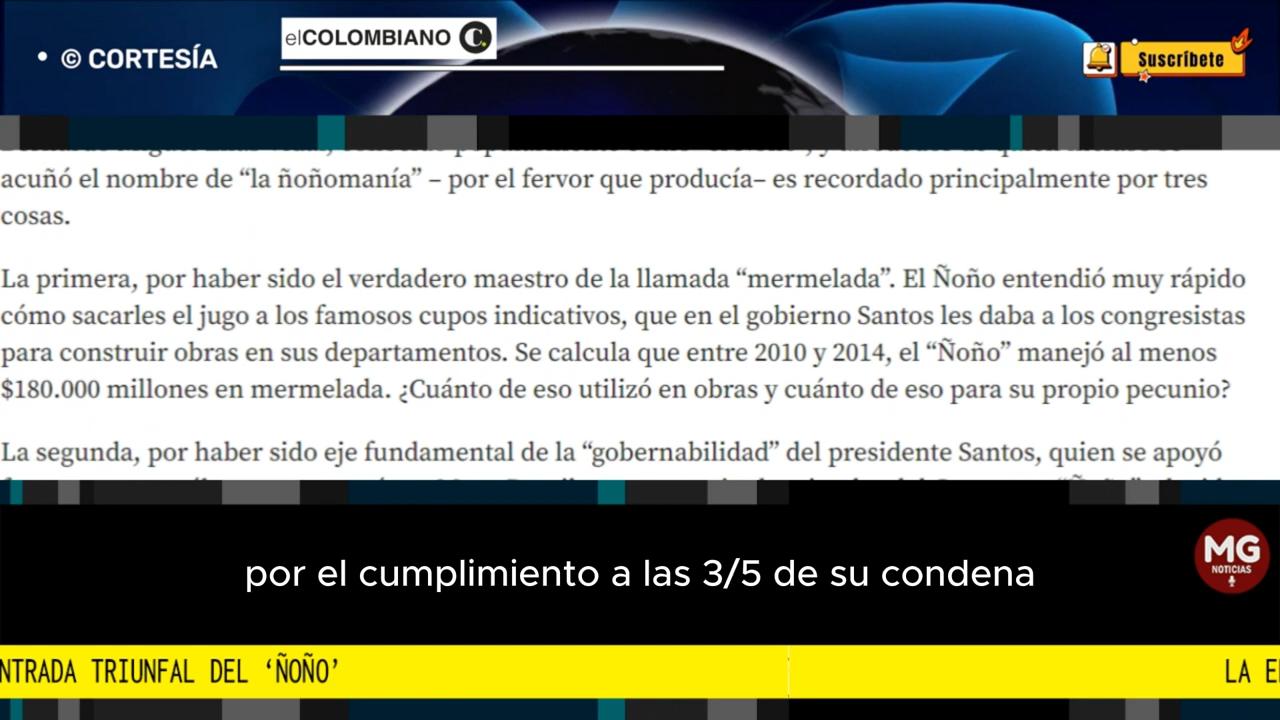 • © CORTESÍA
elCOLOMBIANO C.
Suscríbete
acuñó el nombre de “la ñoñomanía” – por el fervor que producía– es recordado principalmente por tres
cosas.
La primera, por haber sido el verdadero maestro de la llamada “mermelada”. El Ñoño entendió muy rápido
cómo sacarles el jugo a los famosos cupos indicativos, que en el gobierno Santos les daba a los congresistas
para construir obras en sus departamentos. Se calcula que entre 2010 y 2014, el “Ñoño” manejó al menos
$180.000 millones en mermelada. ¿Cuánto de eso utilizó en obras y cuánto de eso para su propio pecunio?
La segunda, por haber sido eje fundamental de la “gobernabilidad” del presidente Santos, quien se apoyó
por el cumplimiento a las 3/5 de su condena
MG
NOTICIAS
NTRADA TRIUNFAL DEL ‘ÑOÑO’
LA E